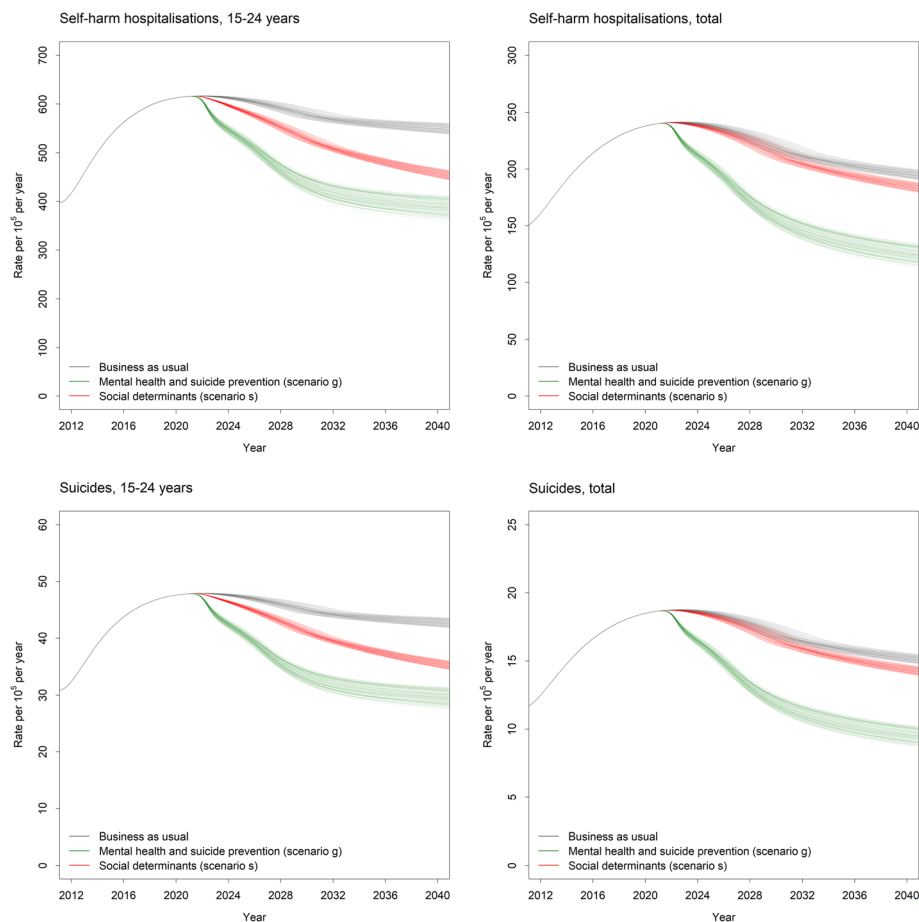 Self-harm hospitalisations, 15-24 years
Rate per 10⁵ per year
700
600
500
400
300
200
100
0
Business as usual
Mental health and suicide prevention (scenario g)
Social determinants (scenario s)
2012 2016 2020 2024 2028 2032 2036 2040
Year
Self-harm hospitalisations, total
Rate per 10⁵ per year
300
250
200
150
100
50
0
Business as usual
Mental health and suicide prevention (scenario g)
Social determinants (scenario s)
2012 2016 2020 2024 2028 2032 2036 2040
Year
Suicides, 15-24 years
Rate per 10⁵ per year
60
50
40
30
20
10
0
Business as usual
Mental health and suicide prevention (scenario g)
Social determinants (scenario s)
2012 2016 2020 2024 2028 2032 2036 2040
Year
Suicides, total
Rate per 10⁵ per year
25
20
15
10
5
0
Business as usual
Mental health and suicide prevention (scenario g)
Social determinants (scenario s)
2012 2016 2020 2024 2028 2032 2036 2040
Year